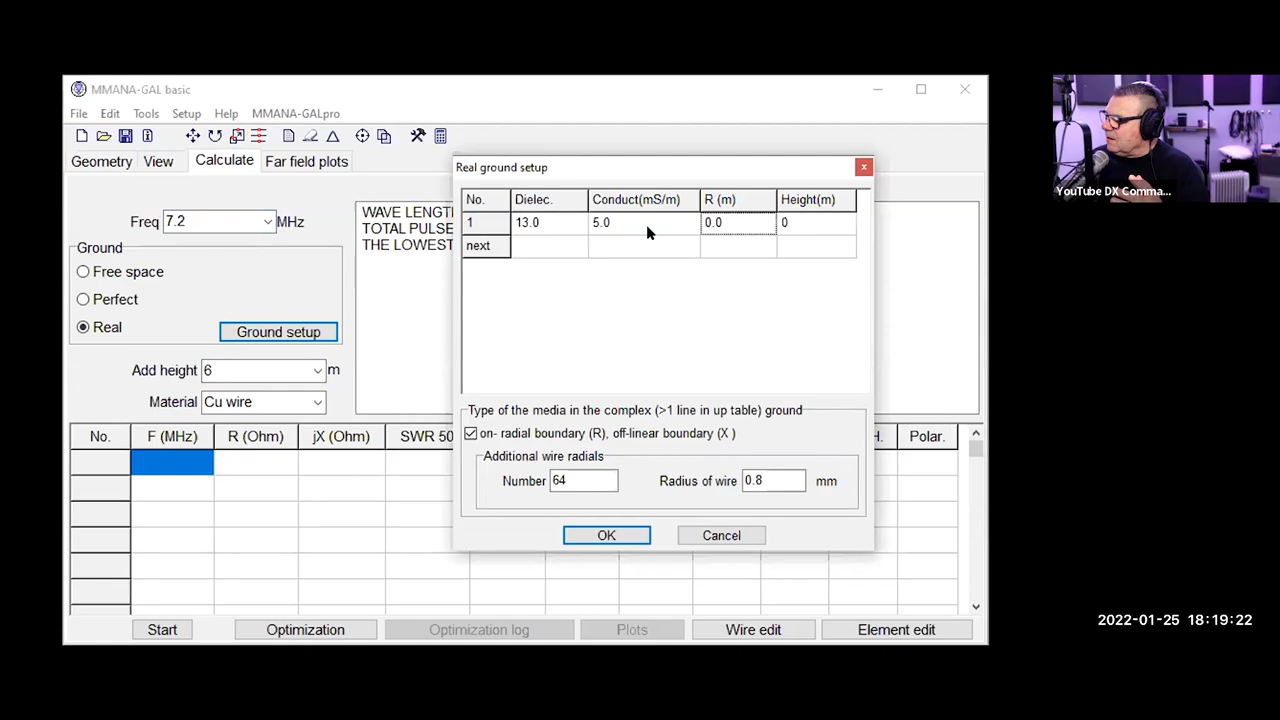 MMANA-GAL basic
File Edit Tools Setup Help MMANA-GALpro
Geometry View Calculate Far field plots
Freq 7.2 MHz
Ground
Free space
Perfect
Real Ground setup
Add height 6 m
Material Cu wire
WAVE LENGT
TOTAL PULSE
THE LOWEST
Real ground setup
No. Dielec. Conduct(mS/m) R (m) Height(m)
1 13.0 5.0 0.0 0
next
Type of the media in the complex (>1 line in up table) ground
on- radial boundary (R), off-linear boundary (X )
Additional wire radials
Number 64 Radius of wire 0.8 mm
OK Cancel
No. F (MHz) R (Ohm) jX (Ohm) SWR 50 H. Polar.
Start Optimization Optimization log Plots Wire edit Element edit
YouTube DX Comma...
2022-01-25 18:19:22